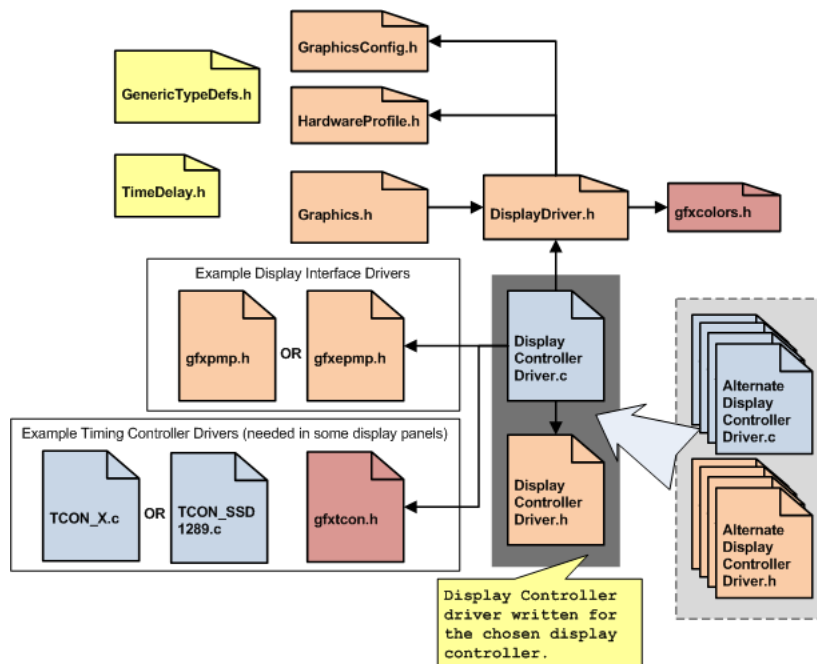 GraphicsConfig.h
GenericTypeDefs.h
HardwareProfile.h
TimeDelay.h
Graphics.h
DisplayDriver.h
gfxcolors.h
Example Display Interface Drivers
gfxpmp.h
OR
gfxepmp.h
Display
Controller
Driver.c
Alternate
Display
Controller
Driver.c
Example Timing Controller Drivers (needed in some display panels)
TCON_X.c
OR
TCON_SSD
1289.c
gfxtcon.h
Display
Controller
Driver.h
Alternate
Display
Controller
Driver.h
Display Controller
driver written for
the chosen display
controller.